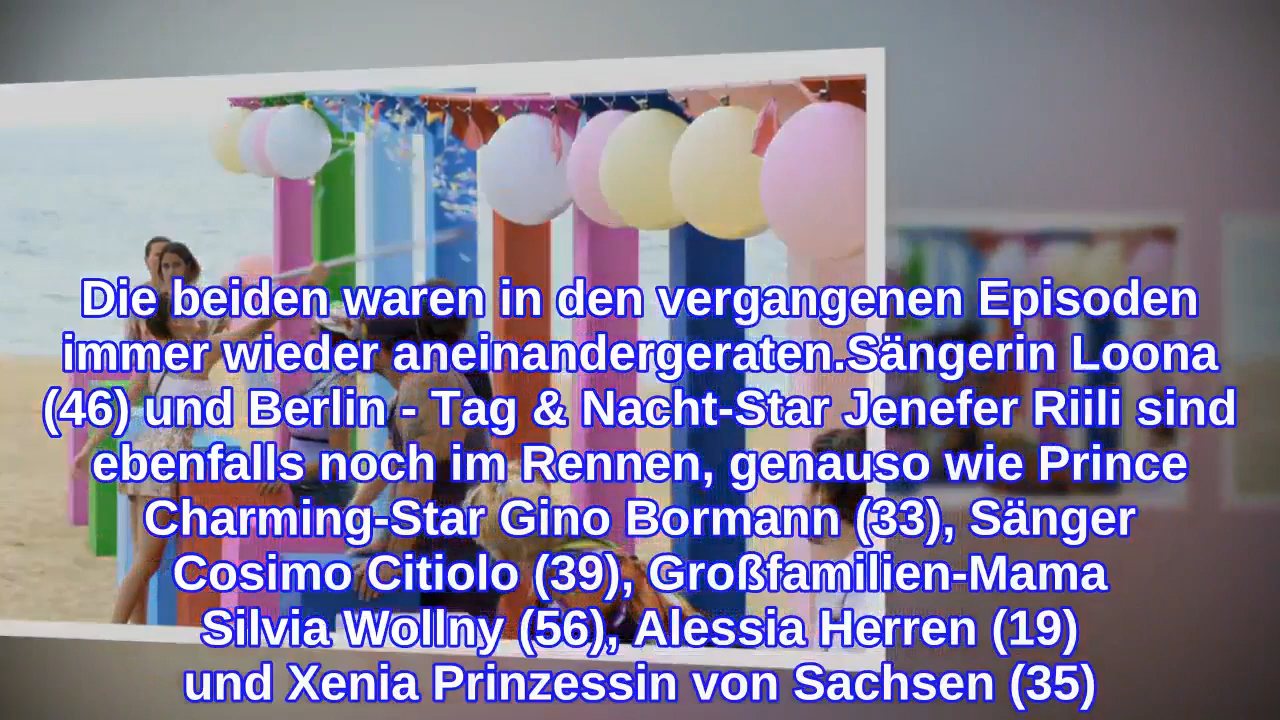 Die beiden waren in den vergangenen Episoden
immer wieder aneinandergeraten.Sängerin Loona
(46) und Berlin - Tag & Nacht-Star Jenefer Riili sind
ebenfalls noch im Rennen, genauso wie Prince
Charming-Star Gino Bormann (33), Sänger
Cosimo Citiolo (39), Großfamilien-Mama
Silvia Wollny (56), Alessia Herren (19)
und Xenia Prinzessin von Sachsen (35)